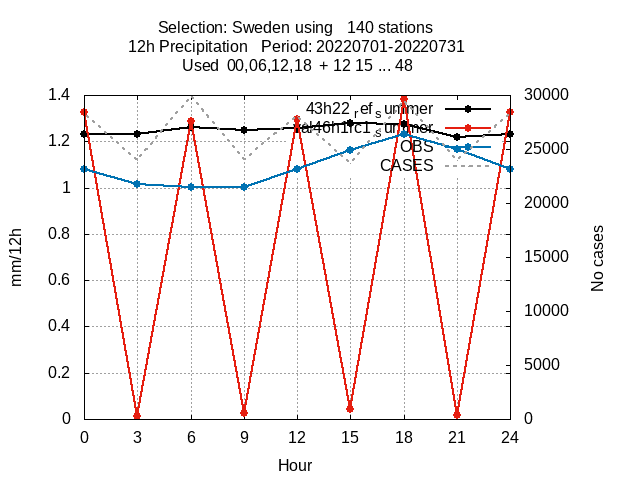 Selection: Sweden using 140 stations
12h Precipitation Period: 20220701-20220731
Used 00,06,12,18 + 12 15 ... 48
43h22_ref_summer
OBS
CASES
1.4
1.2
1
0.8
0.6
0.4
0.2
0
30000
25000
20000
15000
10000
5000
0
mm/12h
No cases
0 3 6 9 12 15 18 21 24
Hour